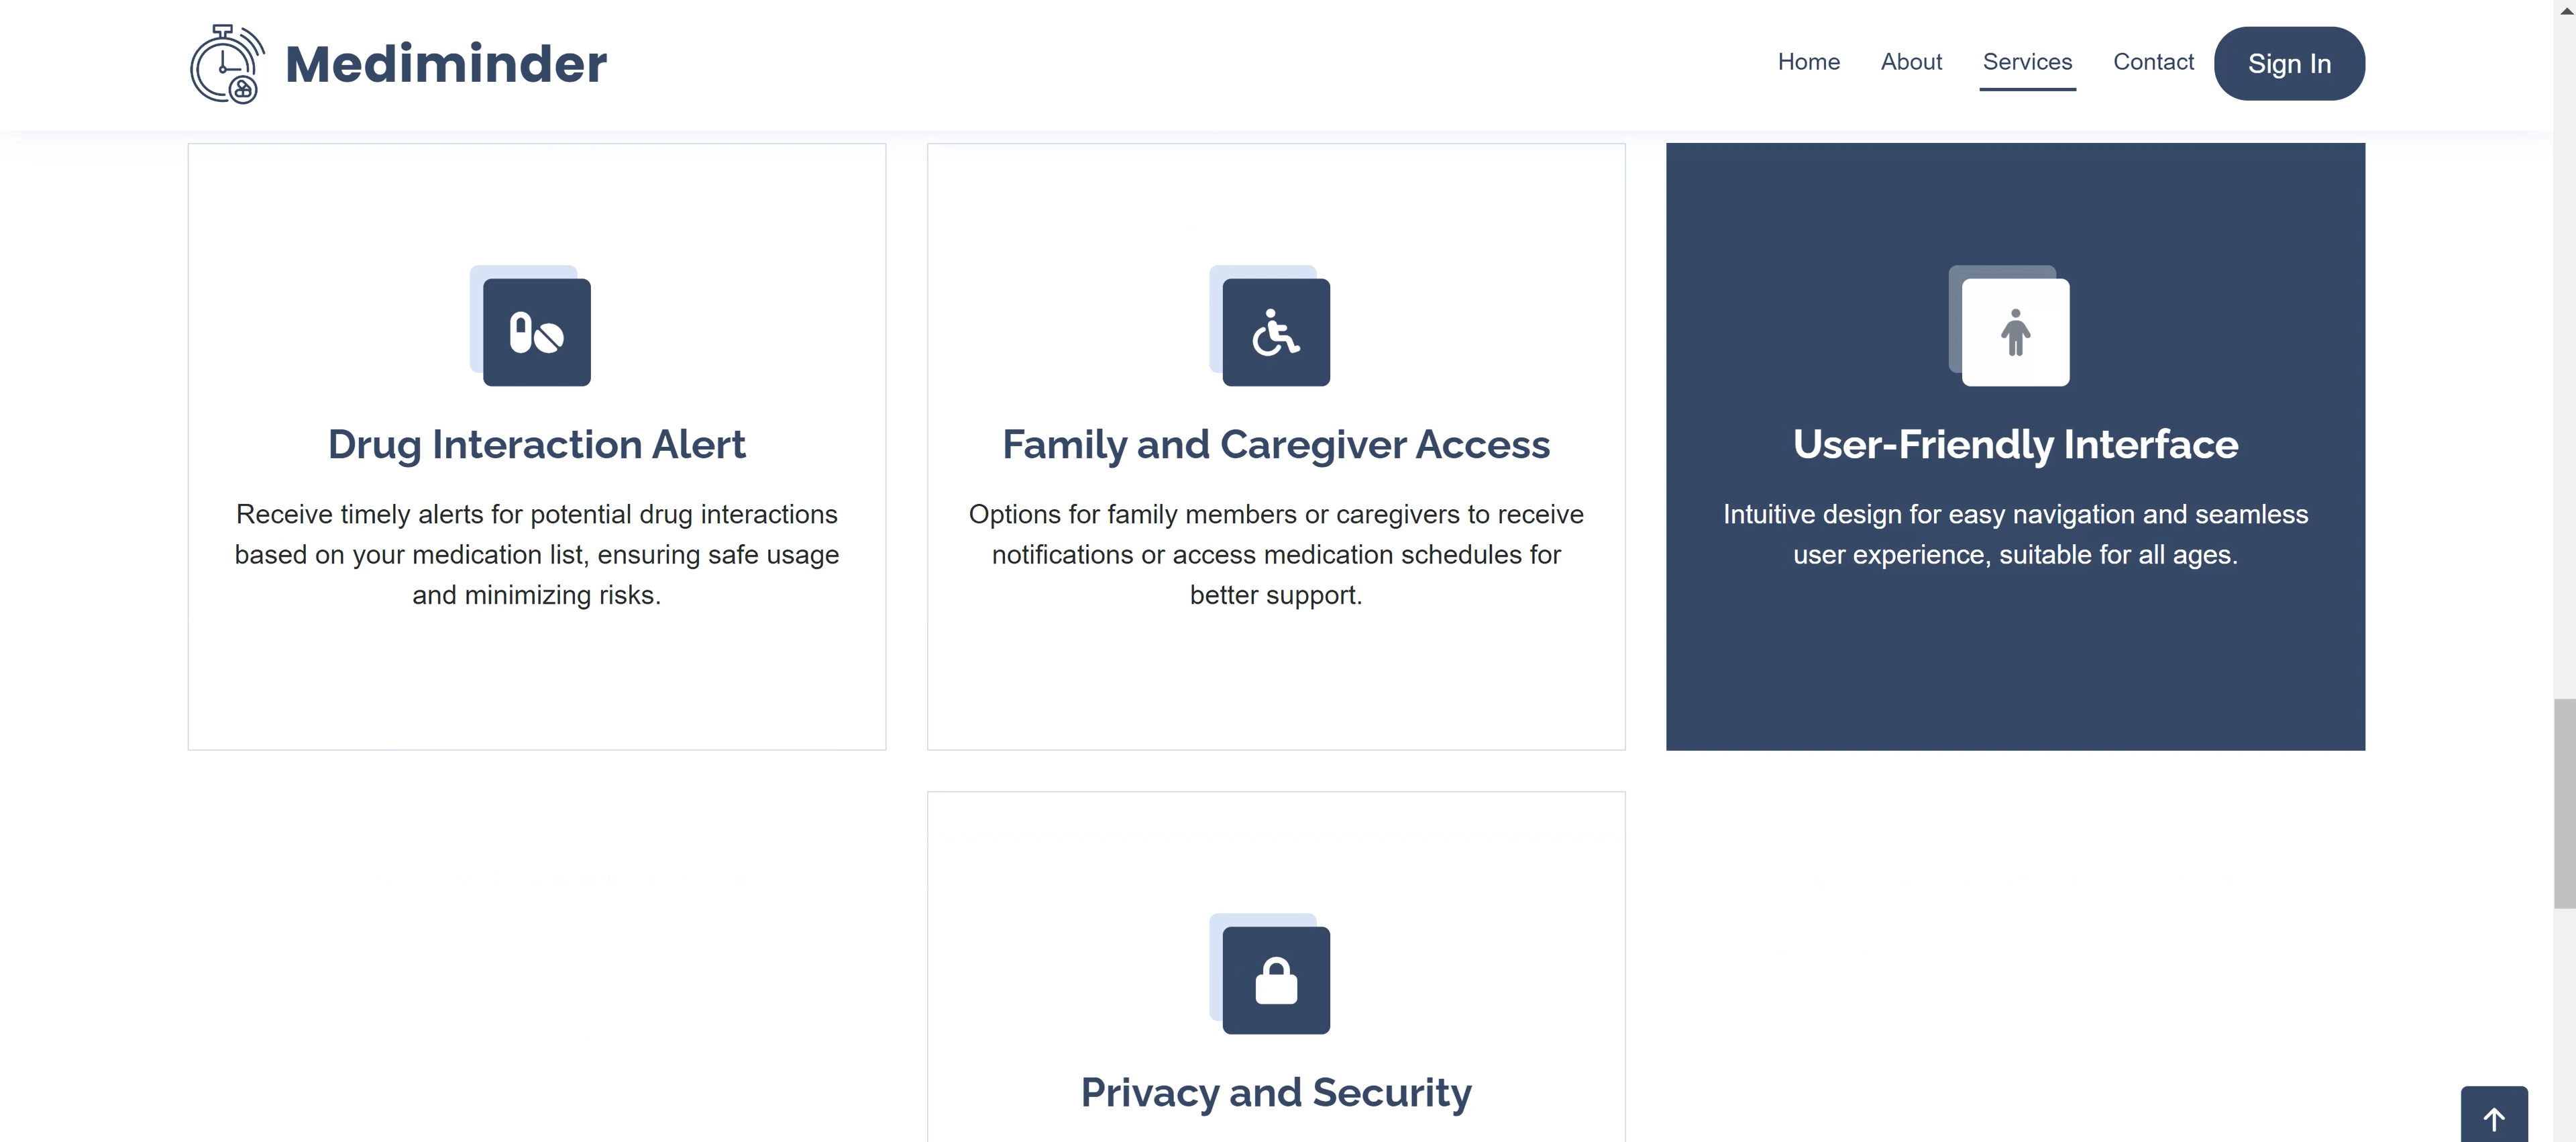 Mediminder
Home
About
Services
Contact
Sign In
Drug Interaction Alert
Receive timely alerts for potential drug interactions
based on your medication list, ensuring safe usage
and minimizing risks.
Family and Caregiver Access
Options for family members or caregivers to receive
notifications or access medication schedules for
better support.
User-Friendly Interface
Intuitive design for easy navigation and seamless
user experience, suitable for all ages.
Privacy and Security